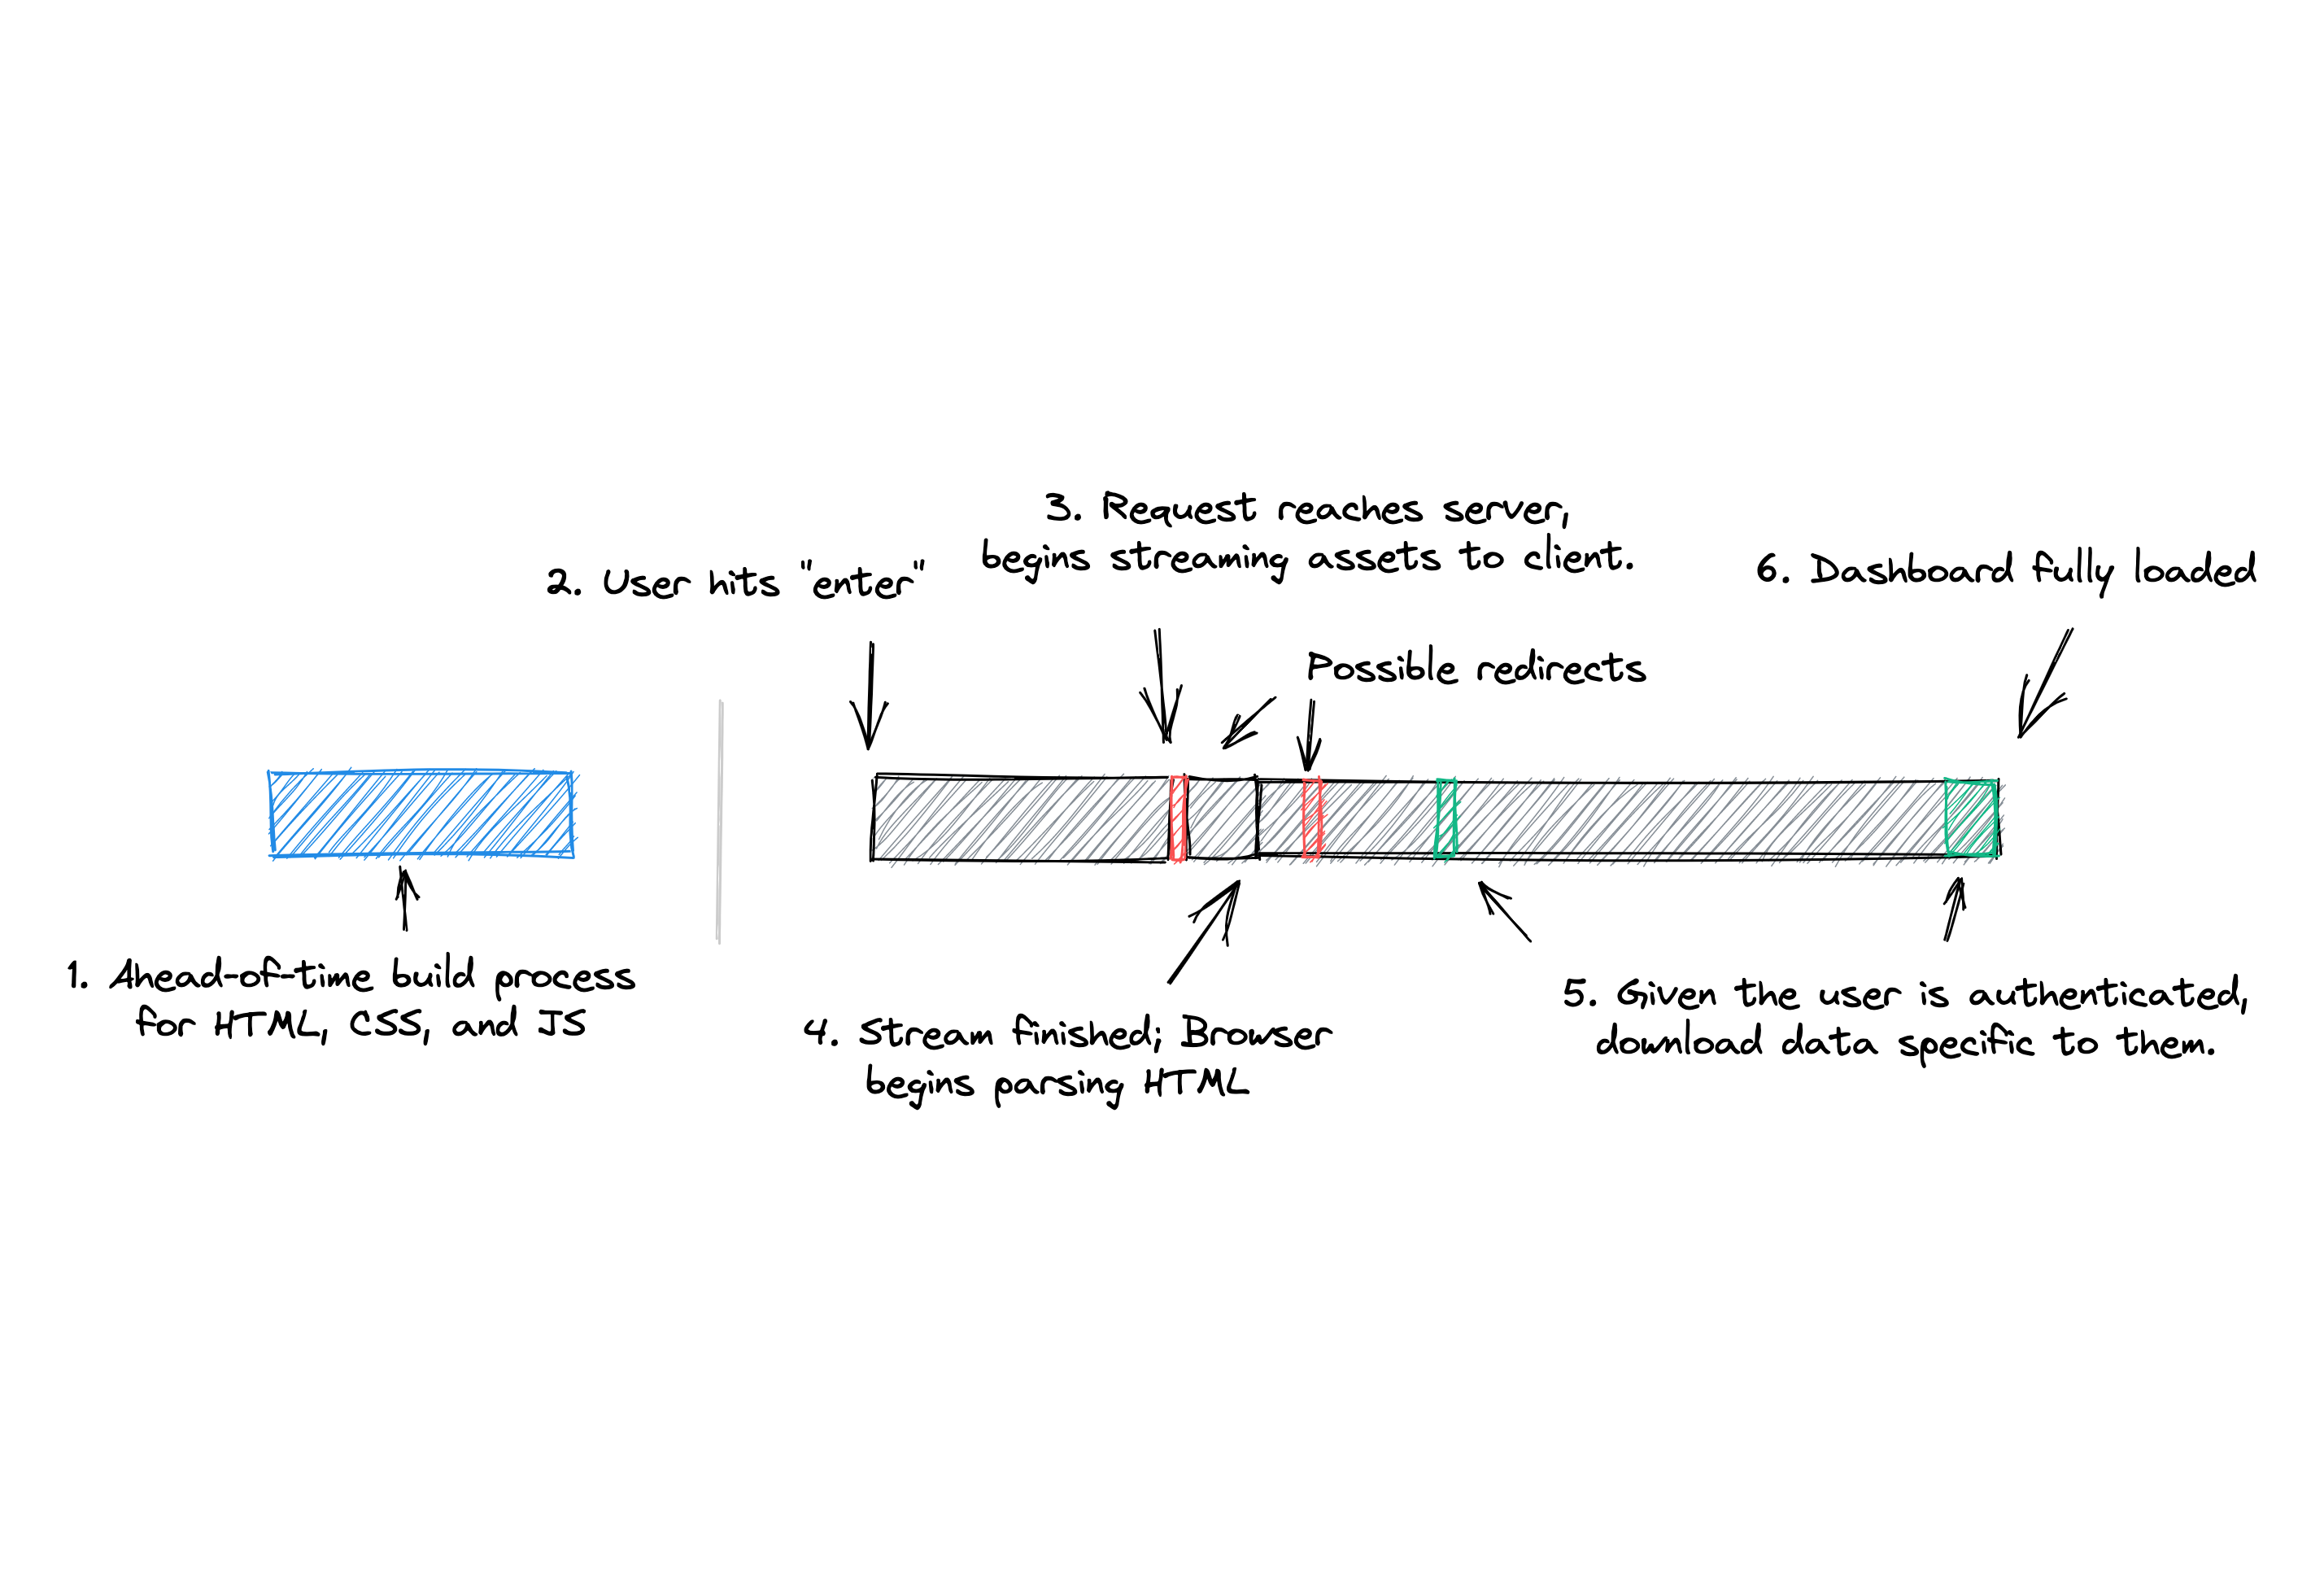 1. Ahead-of-time build process
for HTML, CSS, and JS
2. User hits "enter"
3. Request reaches server,
begins streaming assets to client.
Possible redirects
4. Stream finished; Browser
begins parsing HTML
5. Given the user is authenticated,
download data specific to them.
6. Dashboard fully loaded